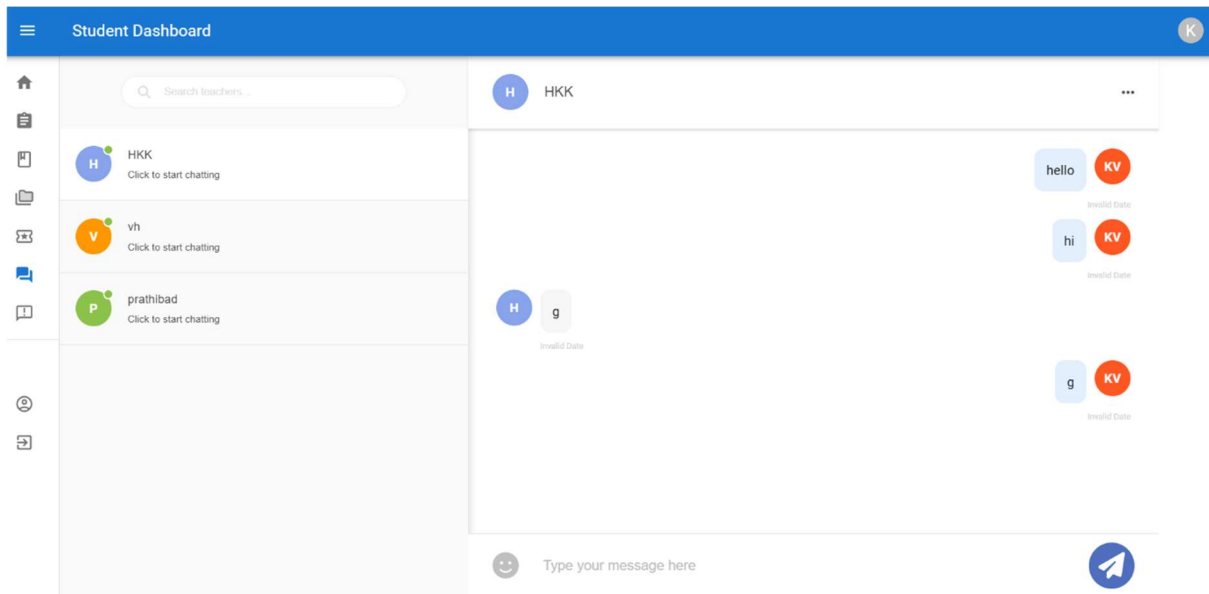 Student Dashboard
K
Search teachers...
H
HKK
Click to start chatting
V
vh
Click to start chatting
P
prathibad
Click to start chatting
H
HKK
hello
KV
Invalid Date
hi
KV
Invalid Date
H
g
Invalid Date
g
KV
Invalid Date
Type your message here